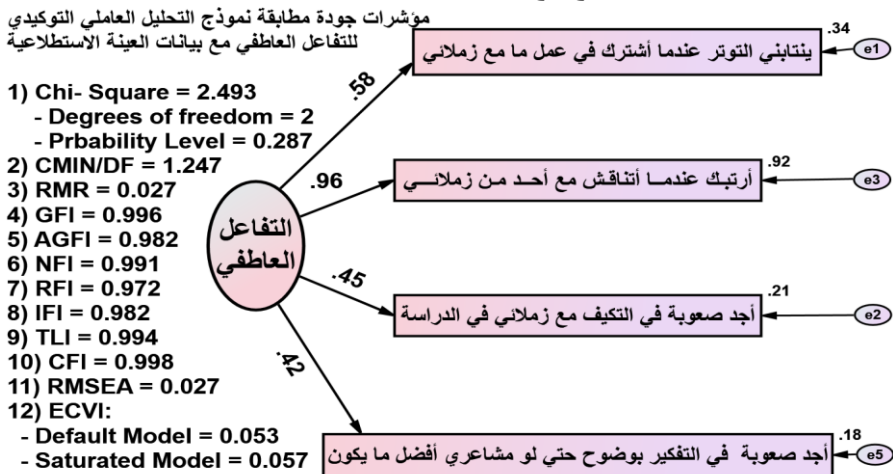 مؤشرات جودة مطابقة نموذج التحليل العاملي التوكيدي
للتفاعل العاطفي مع بيانات العينة الاستطلاعية
1) Chi- Square = 2.493
- Degrees of freedom = 2
- Prbability Level = 0.287
2) CMIN/DF = 1.247
3) RMR = 0.027
4) GFI = 0.996
5) AGFI = 0.982
6) NFI = 0.991
7) RFI = 0.972
8) IFI = 0.982
9) TLI = 0.994
10) CFI = 0.998
11) RMSEA = 0.027
12) ECVI:
- Default Model = 0.053
- Saturated Model = 0.057
التفاعل
العاطفي
.58
.96
.45
.42
ينتابني التوتر عندما أشترك في عمل ما مع زملائي
.34
e1
أرتبك عندما أتناقش مع أحد من زملائي
.92
e3
أجد صعوبة في التكيف مع زملائي في الدراسة
.21
e2
أجد صعوبة في التفكير بوضوح حتي لو مشاعري أفضل ما يكون
.18
e5